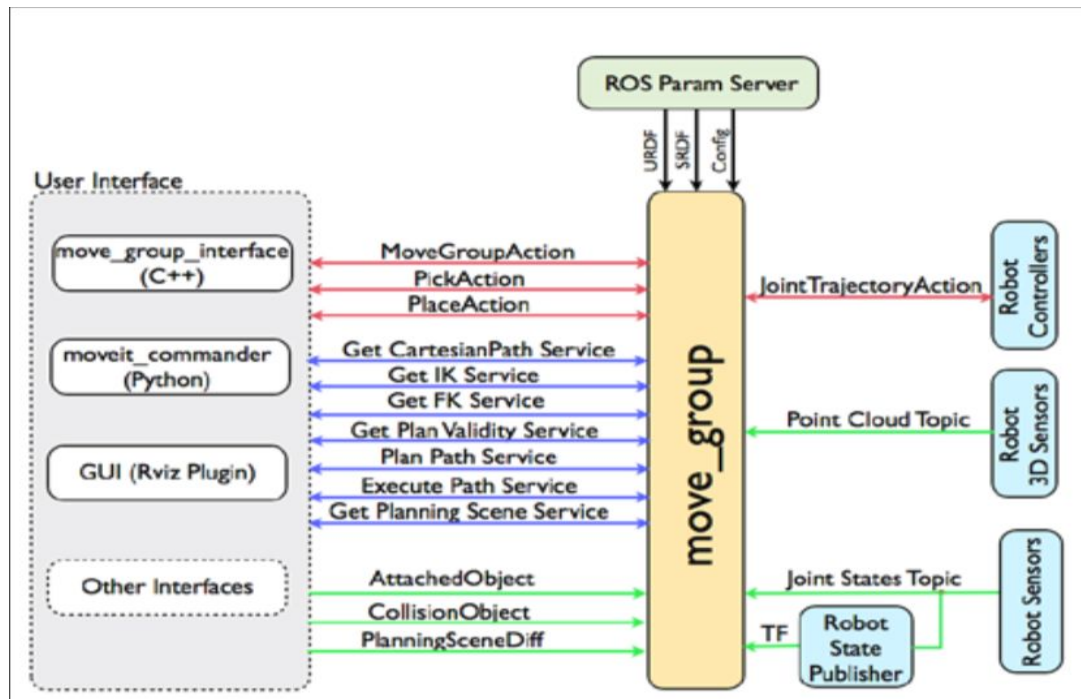 ROS Param Server
URDF
SRDF
Config
User Interface
move_group_interface
(C++)
moveit_commander
(Python)
GUI (Rviz Plugin)
Other Interfaces
MoveGroupAction
PickAction
PlaceAction
Get CartesianPath Service
Get IK Service
Get FK Service
Get Plan Validity Service
Plan Path Service
Execute Path Service
Get Planning Scene Service
AttachedObject
CollisionObject
PlanningSceneDiff
move_group
JointTrajectoryAction
Robot
Controllers
Point Cloud Topic
Robot
3D Sensors
Joint States Topic
Robot Sensors
TF
Robot
State
Publisher